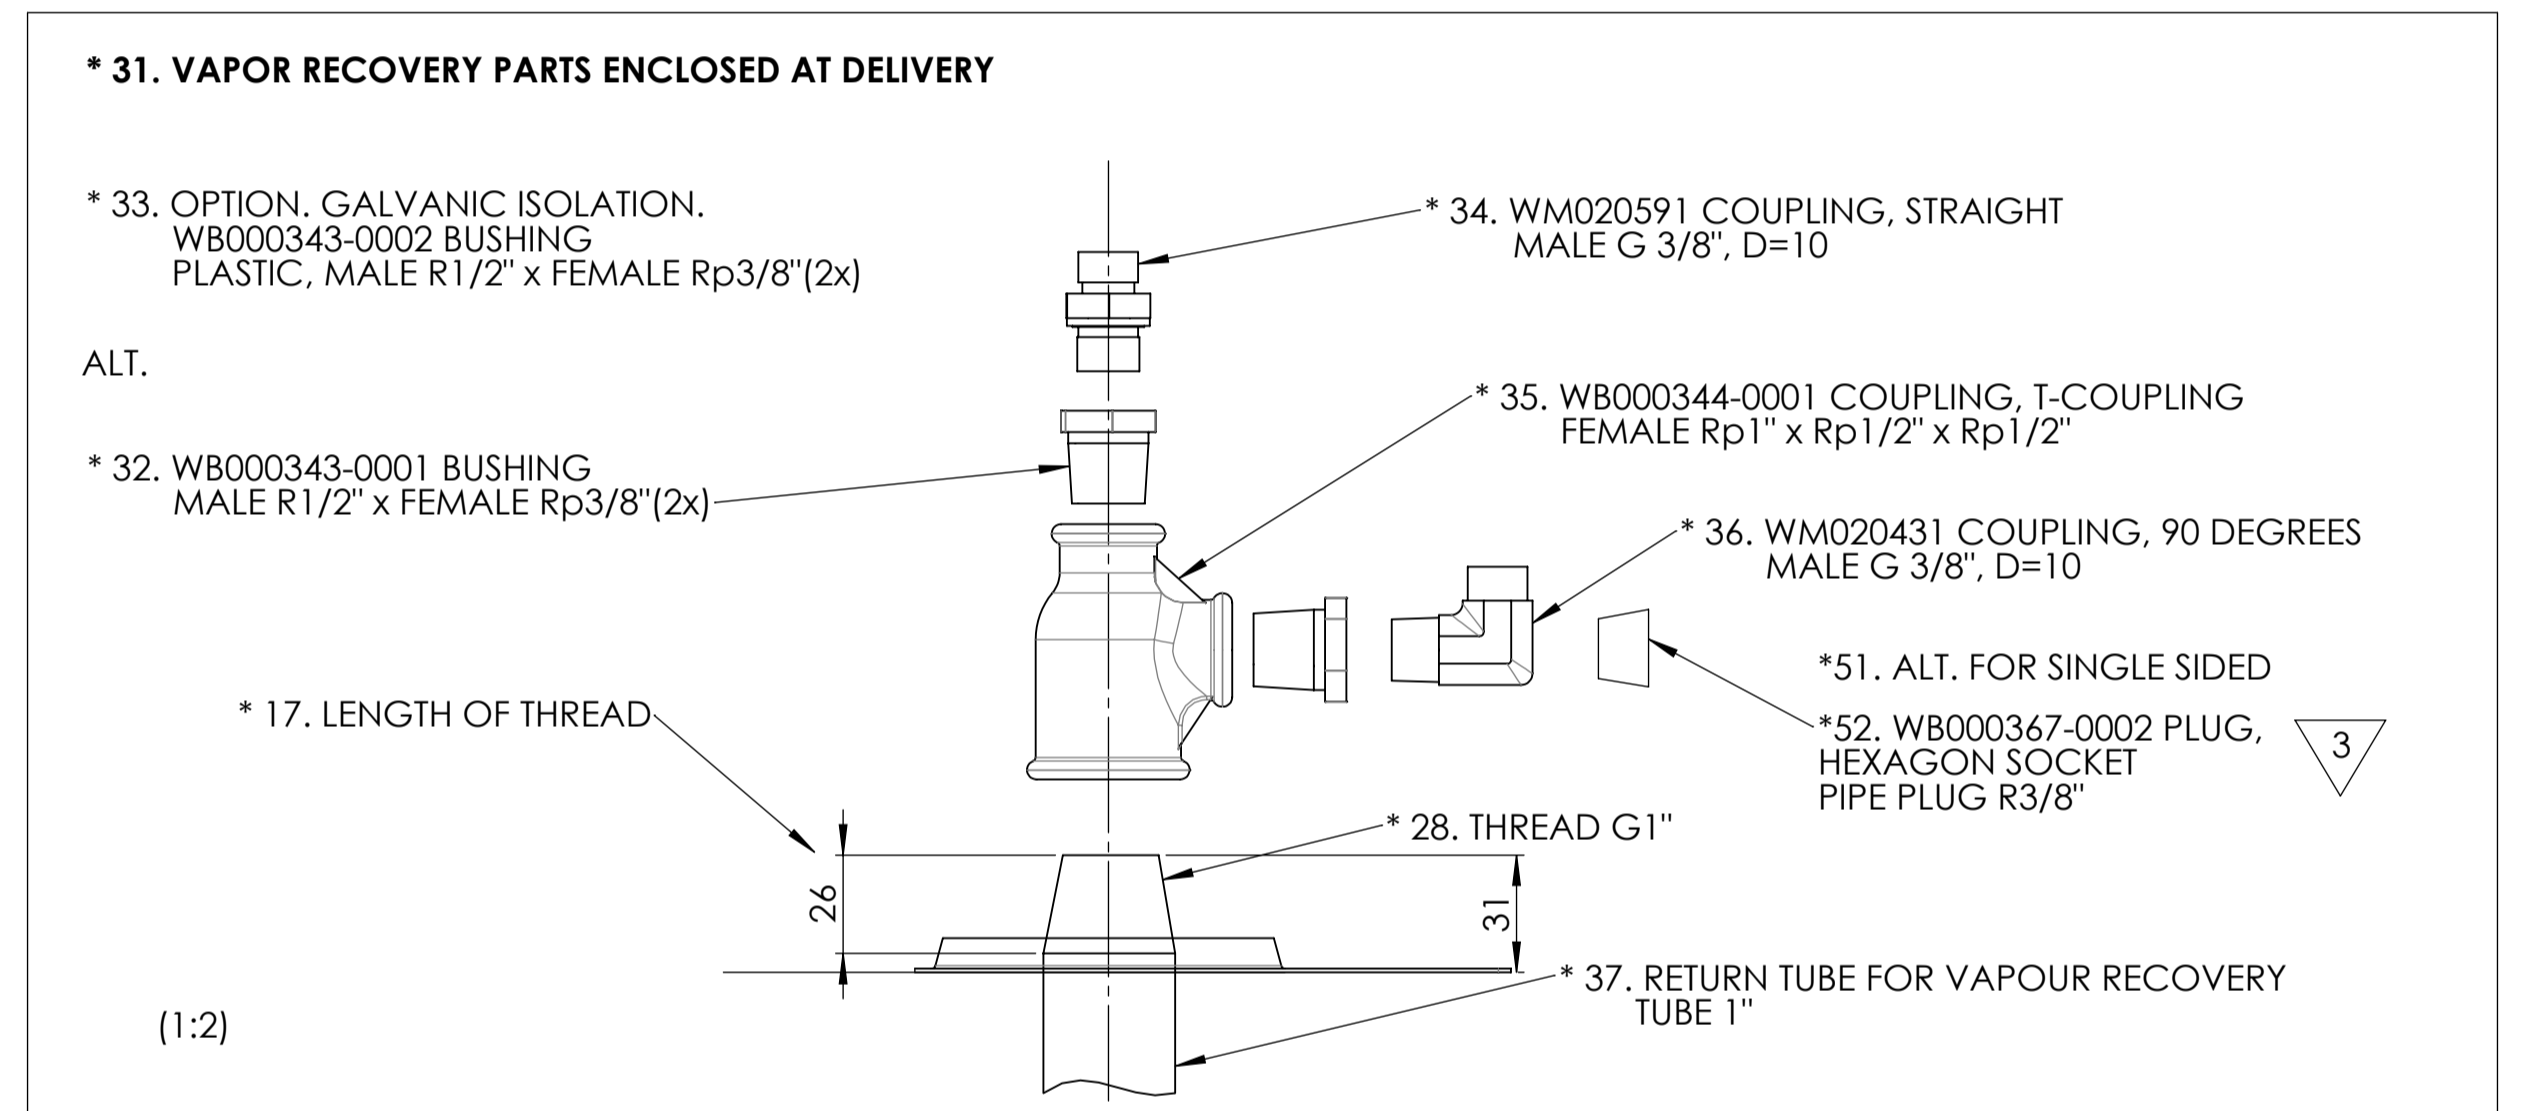 * 31. VAPOR RECOVERY PARTS ENCLOSED AT DELIVERY
* 33. OPTION. GALVANIC ISOLATION.
WB000343-0002 BUSHING
PLASTIC, MALE R1/2" x FEMALE Rp3/8"(2x)
ALT.
* 32. WB000343-0001 BUSHING
MALE R1/2" x FEMALE Rp3/8"(2x)
* 17. LENGTH OF THREAD
* 34. WM020591 COUPLING, STRAIGHT
MALE G 3/8", D=10
* 35. WB000344-0001 COUPLING, T-COUPLING
FEMALE Rp1" x Rp1/2" x Rp1/2"
* 36. WM020431 COUPLING, 90 DEGREES
MALE G 3/8", D=10
*51. ALT. FOR SINGLE SIDED
*52. WB000367-0002 PLUG,
HEXAGON SOCKET
PIPE PLUG R3/8"
3
* 28. THREAD G1"
26
31
* 37. RETURN TUBE FOR VAPOUR RECOVERY
TUBE 1"
(1:2)